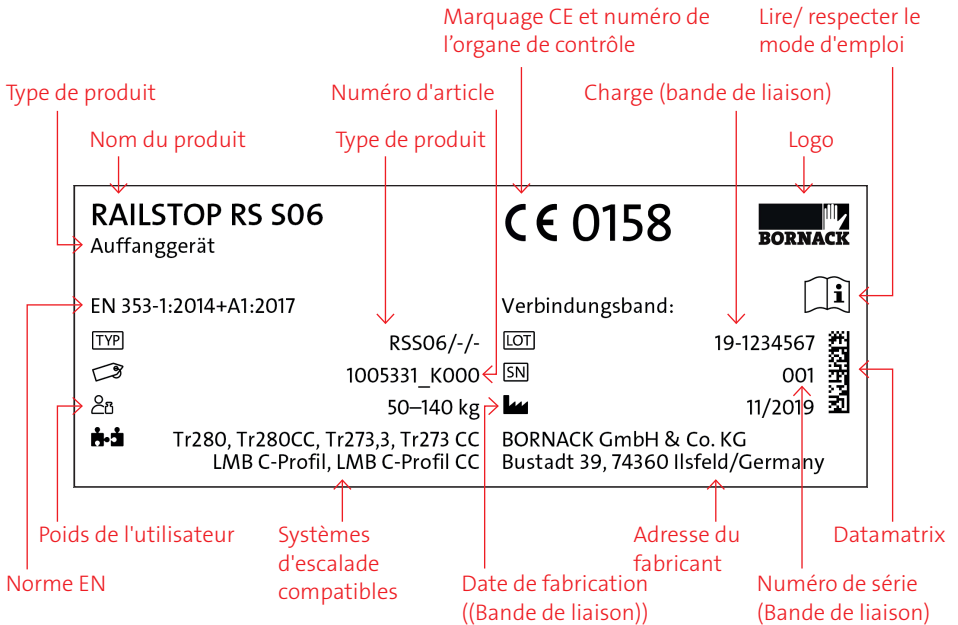 Marquage CE et numéro de
l’organe de contrôle
Lire/ respecter le
mode d'emploi
Type de produit
Numéro d'article
Charge (bande de liaison)
Nom du produit
Type de produit
Logo
RAILSTOP RS S06
Auffanggerät
CE 0158
BORNACK
EN 353-1:2014+A1:2017
Verbindungsband:
i
TYP
RSS06/-/-
LOT
19-1234567
1005331_K000
SN
001
50–140 kg
11/2019
Tr280, Tr280CC, Tr273,3, Tr273 CC
LMB C-Profil, LMB C-Profil CC
BORNACK GmbH & Co. KG
Bustadt 39, 74360 Ilsfeld/Germany
Poids de l'utilisateur
Systèmes
d'escalade
compatibles
Adresse du
fabricant
Datamatrix
Norme EN
Date de fabrication
((Bande de liaison))
Numéro de série
(Bande de liaison)